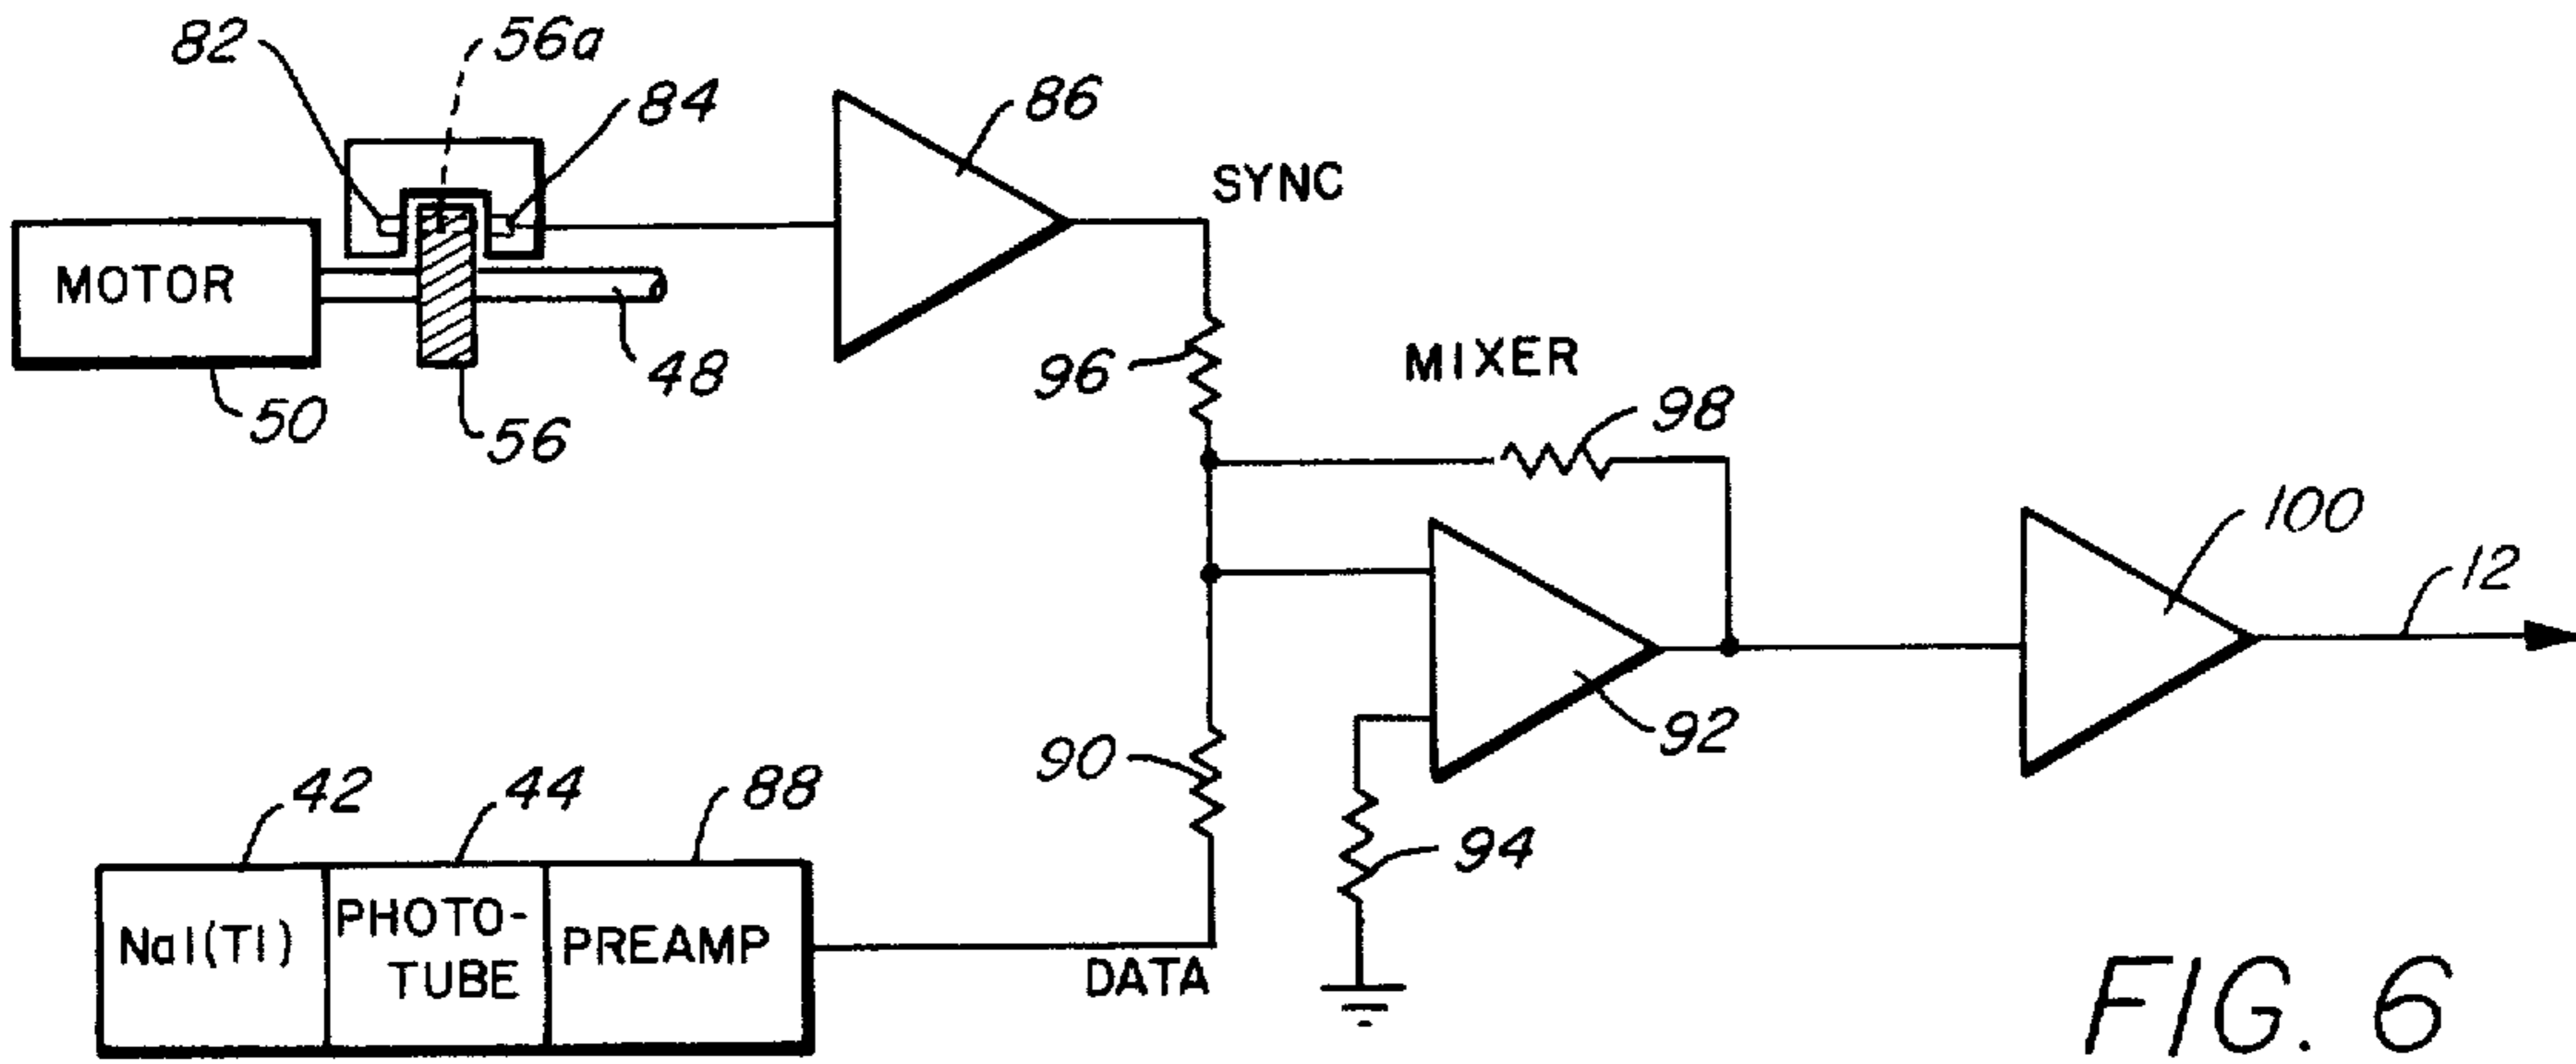 82
56a
84
86
SYNC
MOTOR
50
56
48
96
MIXER
98
100
12
90
92
94
42
44
88
NaI(Tl)
PHOTO-
TUBE
PREAMP
DATA
FIG. 6